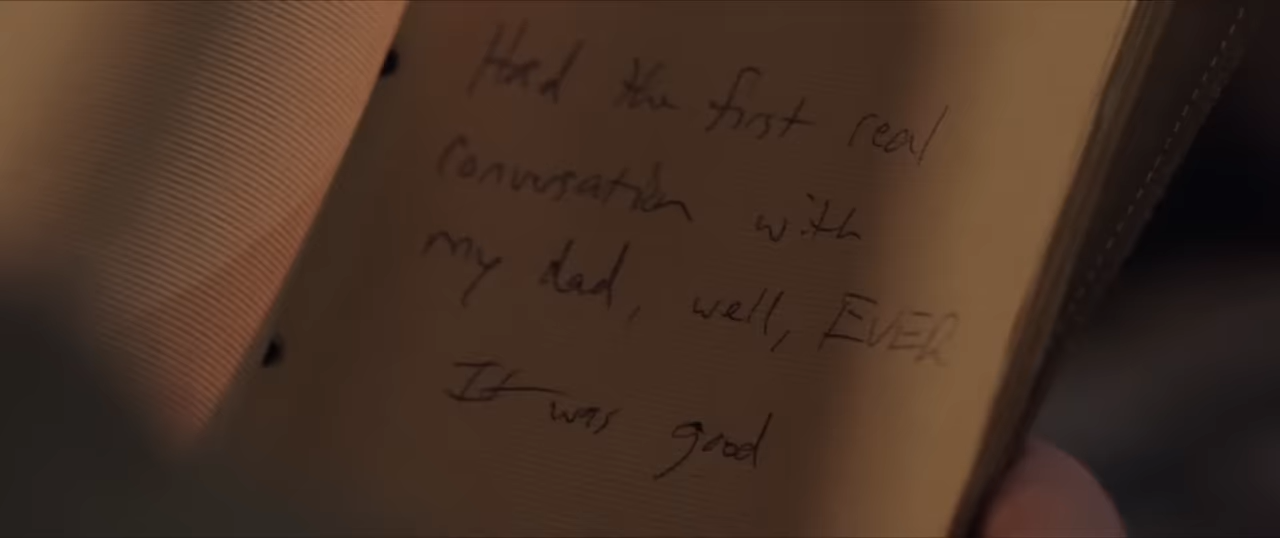 Had the first real
conversation with
my dad, well, EVER
It was good